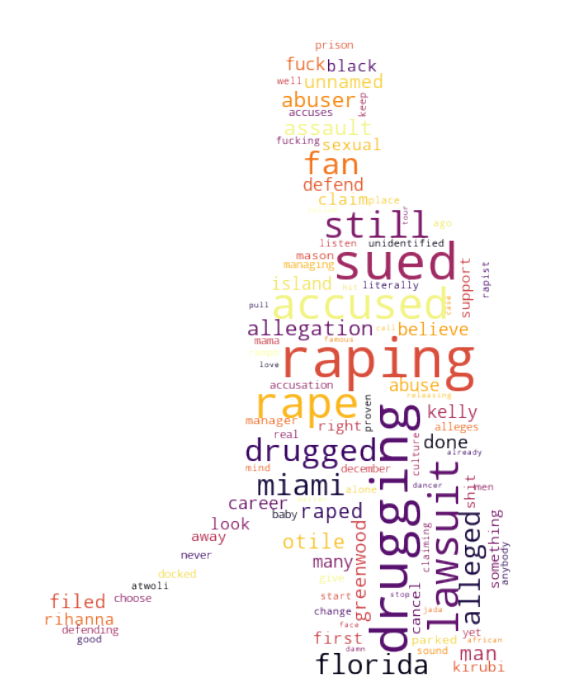 prison
fuck black
well unnamed
abuser keep
accuses
assault
fucking sexual
fan
defend
claim place
still tour ago
listen unidentified
sued
mason
managing support rapist
island hit literally
accused case
pull
allegation call believe
mama famous
raping
love
accusation abuse
releasing
rape proven kelly
manager right alleges
real culture done
drugged already
mind december
miami alone dancer men
career baby raped shit
look drugging lawsuit
away otile greenwood claiming alleged something
never many anybody
docked give
atwoli
choose start stop cancel
filed change jada yet
rihanna face african
defending first parked man
good damn sound
florida kirubi